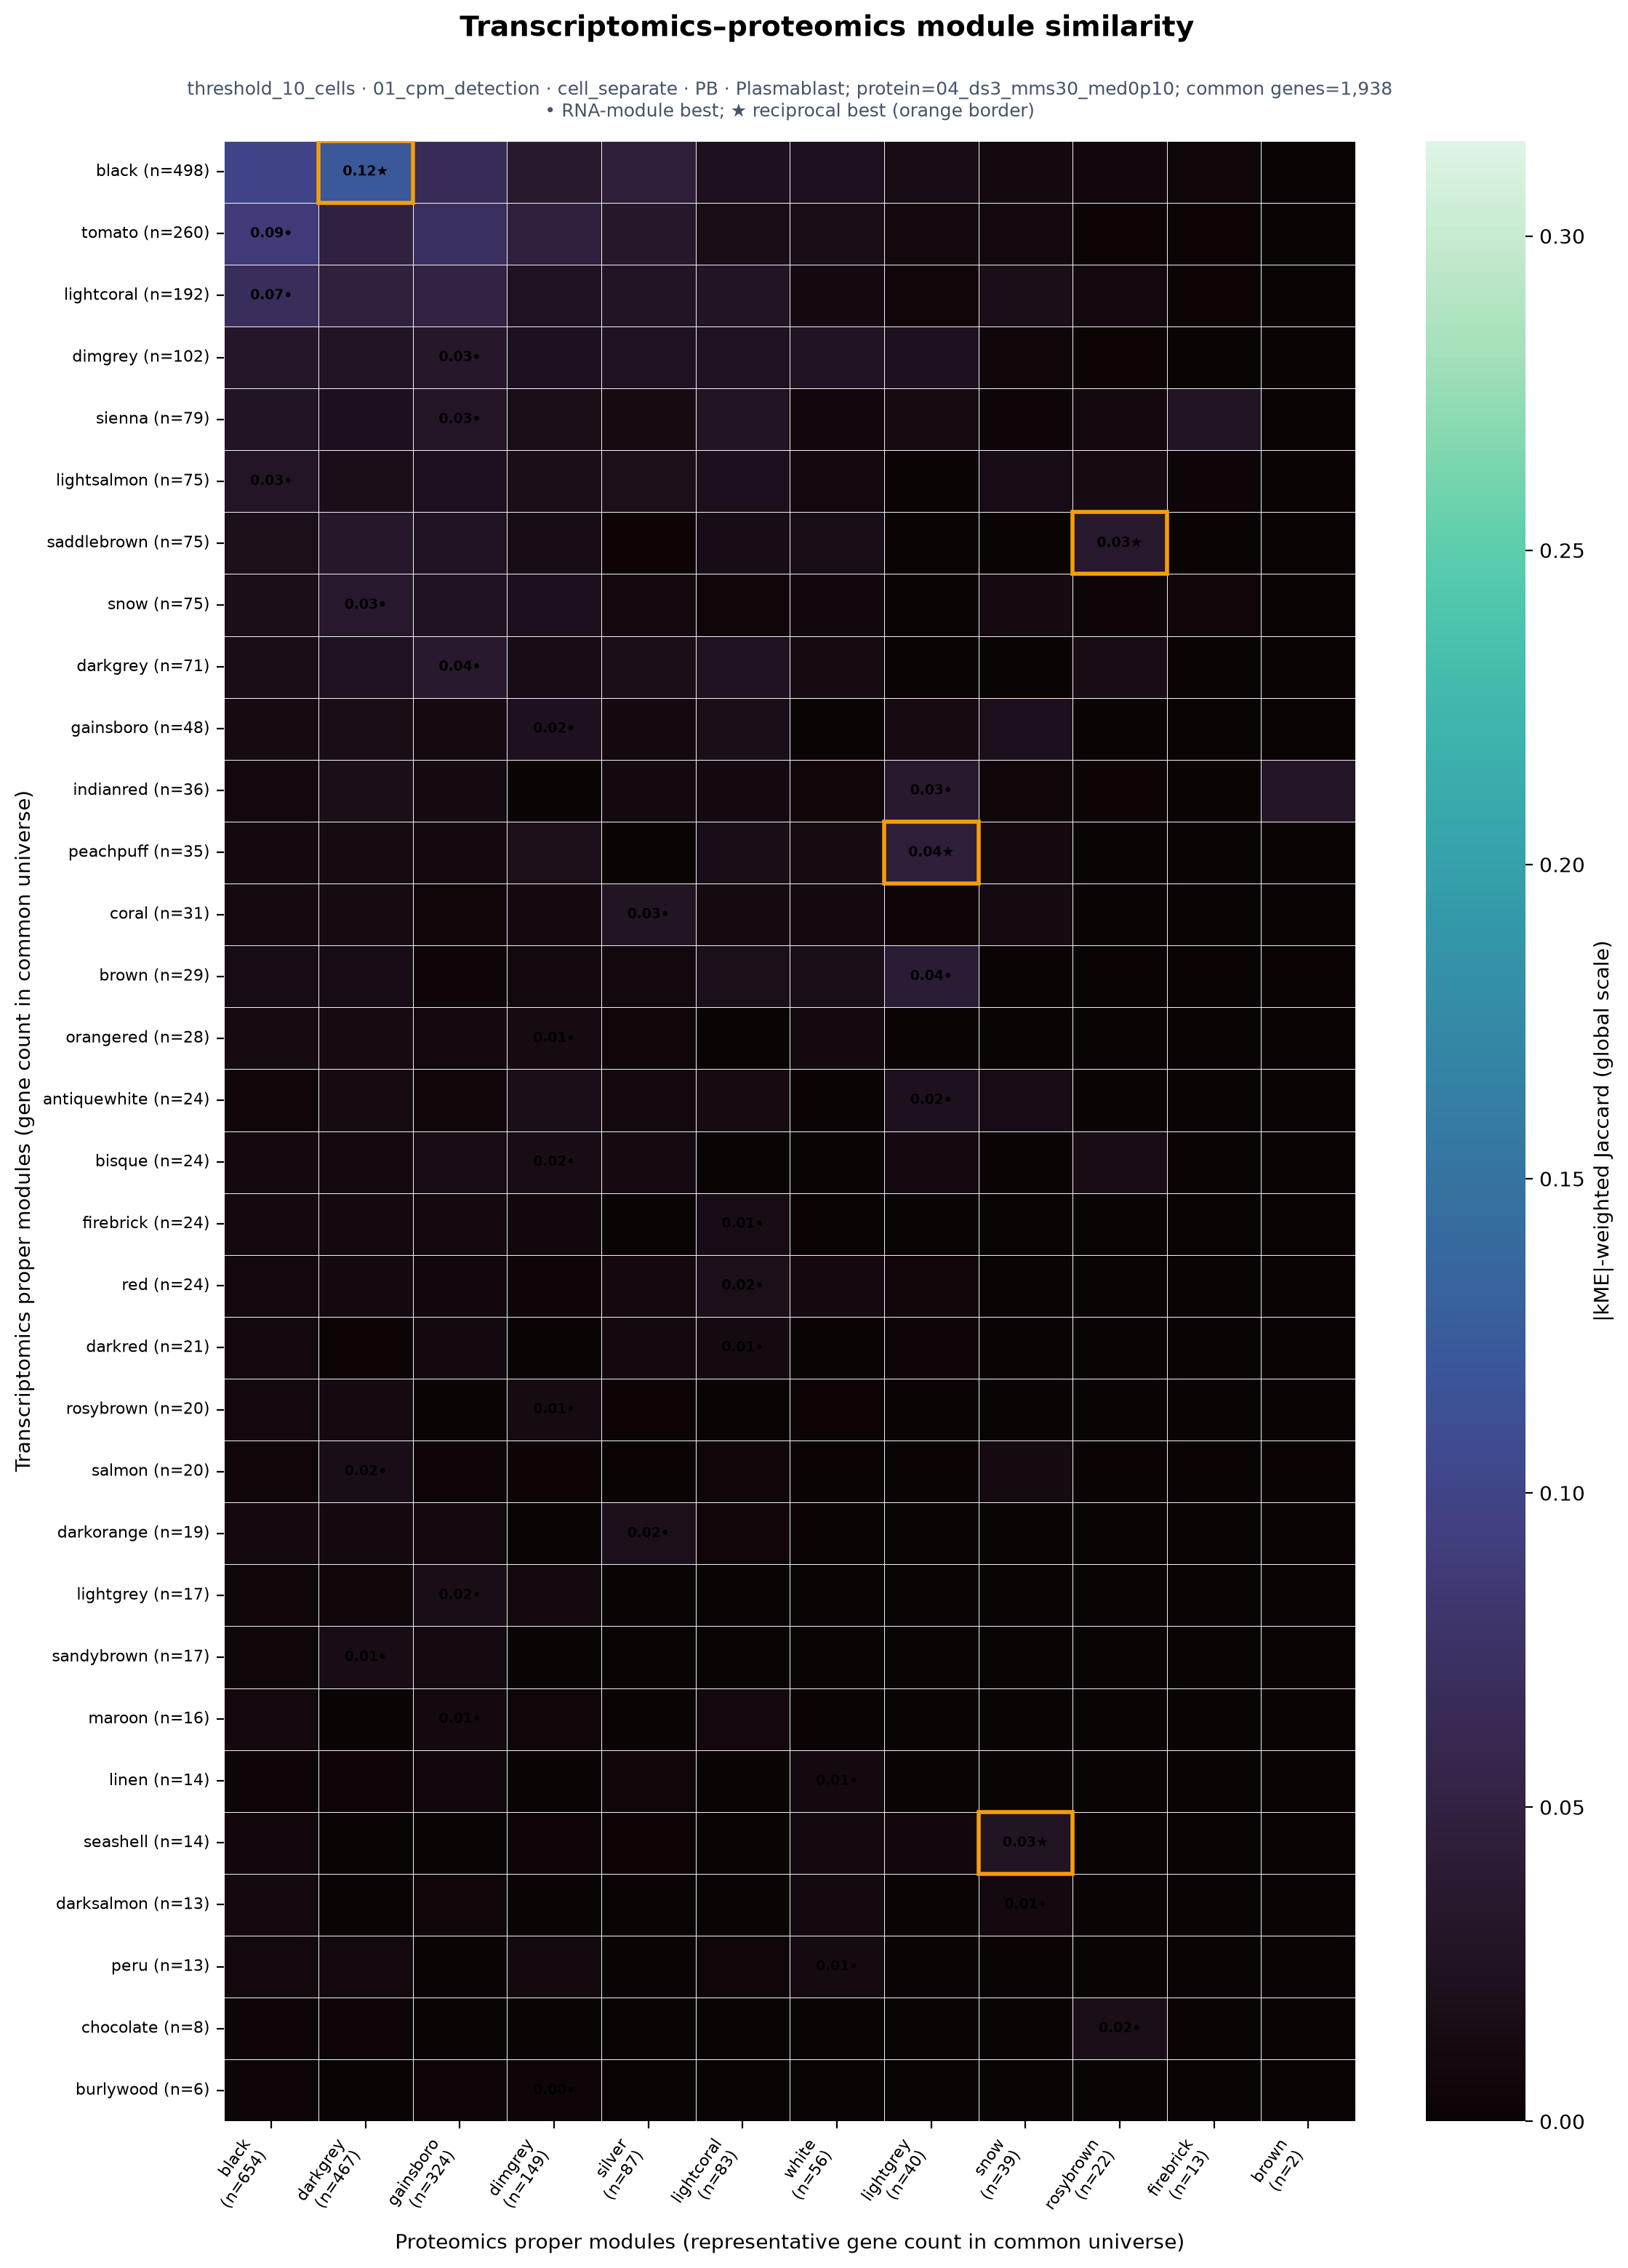 Transcriptomics–proteomics module similarity
threshold_10_cells · 01_cpm_detection · cell_separate · PB · Plasmablast; protein=04_ds3_mms30_med0p10; common genes=1,938
• RNA-module best; ★ reciprocal best (orange border)
Transcriptomics proper modules (gene count in common universe)
black (n=498)
0.12★
tomato (n=260)
0.09•
lightcoral (n=192)
0.07•
dimgrey (n=102)
0.03•
sienna (n=79)
0.03•
lightsalmon (n=75)
0.03•
saddlebrown (n=75)
0.03★
snow (n=75)
0.03•
darkgrey (n=71)
0.04•
gainsboro (n=48)
0.02•
indianred (n=36)
0.03•
peachpuff (n=35)
0.04★
coral (n=31)
0.03•
brown (n=29)
0.04•
orangered (n=28)
0.01•
antiquewhite (n=24)
0.02•
bisque (n=24)
0.02•
firebrick (n=24)
0.01•
red (n=24)
0.02•
darkred (n=21)
0.01•
rosybrown (n=20)
0.01•
salmon (n=20)
0.02•
darkorange (n=19)
0.02•
lightgrey (n=17)
0.02•
sandybrown (n=17)
0.01•
maroon (n=16)
0.01•
linen (n=14)
0.01•
seashell (n=14)
0.03★
darksalmon (n=13)
0.01•
peru (n=13)
0.01•
chocolate (n=8)
0.02•
burlywood (n=6)
0.00•
black
(n=654)
darkgrey
(n=467)
gainsboro
(n=324)
dimgrey
(n=149)
silver
(n=87)
lightcoral
(n=83)
white
(n=56)
lightgrey
(n=40)
snow
(n=39)
rosybrown
(n=22)
firebrick
(n=13)
brown
(n=2)
Proteomics proper modules (representative gene count in common universe)
0.30
0.25
0.20
0.15
0.10
0.05
0.00
|kME|-weighted Jaccard (global scale)